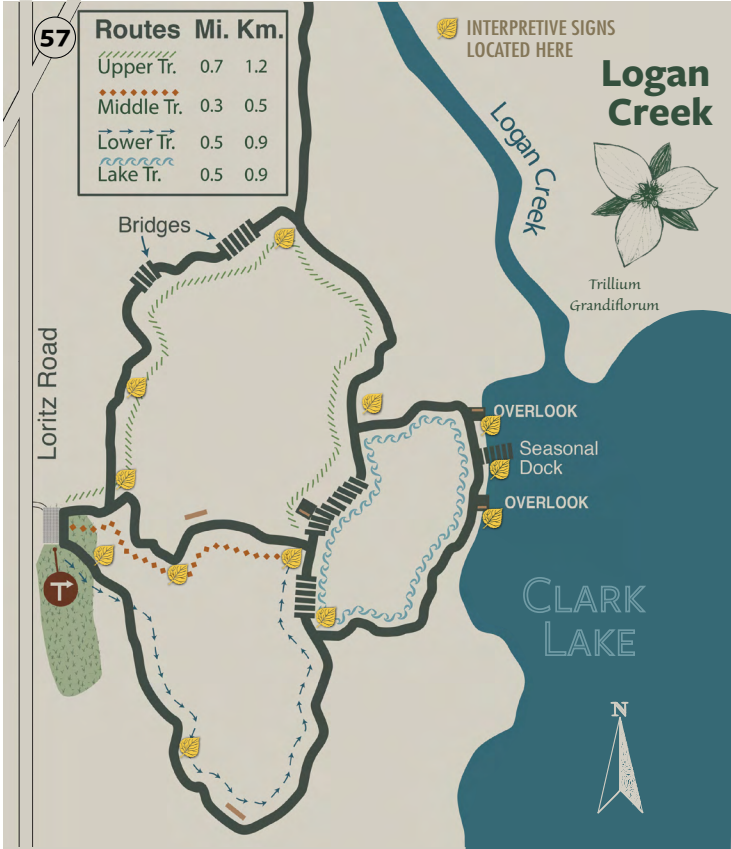 57
Routes Mi. Km.
Upper Tr. 0.7 1.2
Middle Tr. 0.3 0.5
Lower Tr. 0.5 0.9
Lake Tr. 0.5 0.9
INTERPRETIVE SIGNS
LOCATED HERE
Logan
Creek
Logan Creek
Trillium
Grandiflorum
Bridges
Loritz Road
OVERLOOK
Seasonal
Dock
OVERLOOK
T
CLARK
LAKE
N